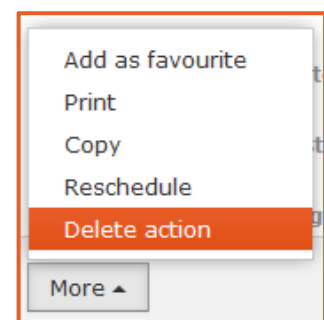 Add as favourite
Print
Copy
Reschedule
Delete action
More